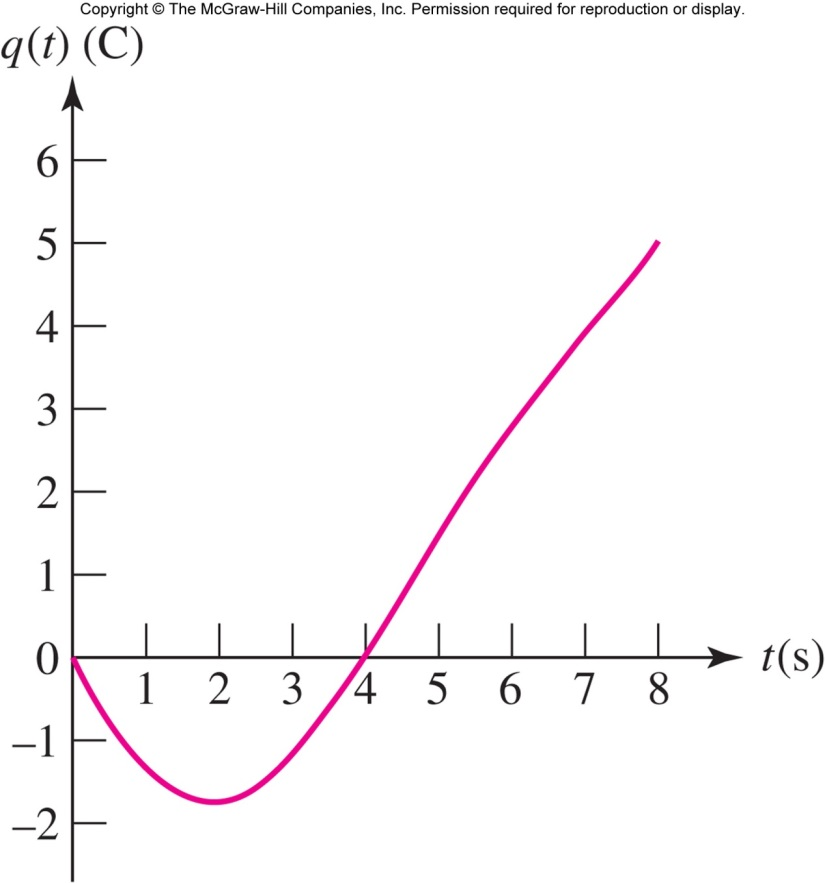 Copyright © The McGraw-Hill Companies, Inc. Permission required for reproduction or display.
q(t) (C)
6
5
4
3
2
1
0
t(s)
1 2 3 4 5 6 7 8
−1
−2